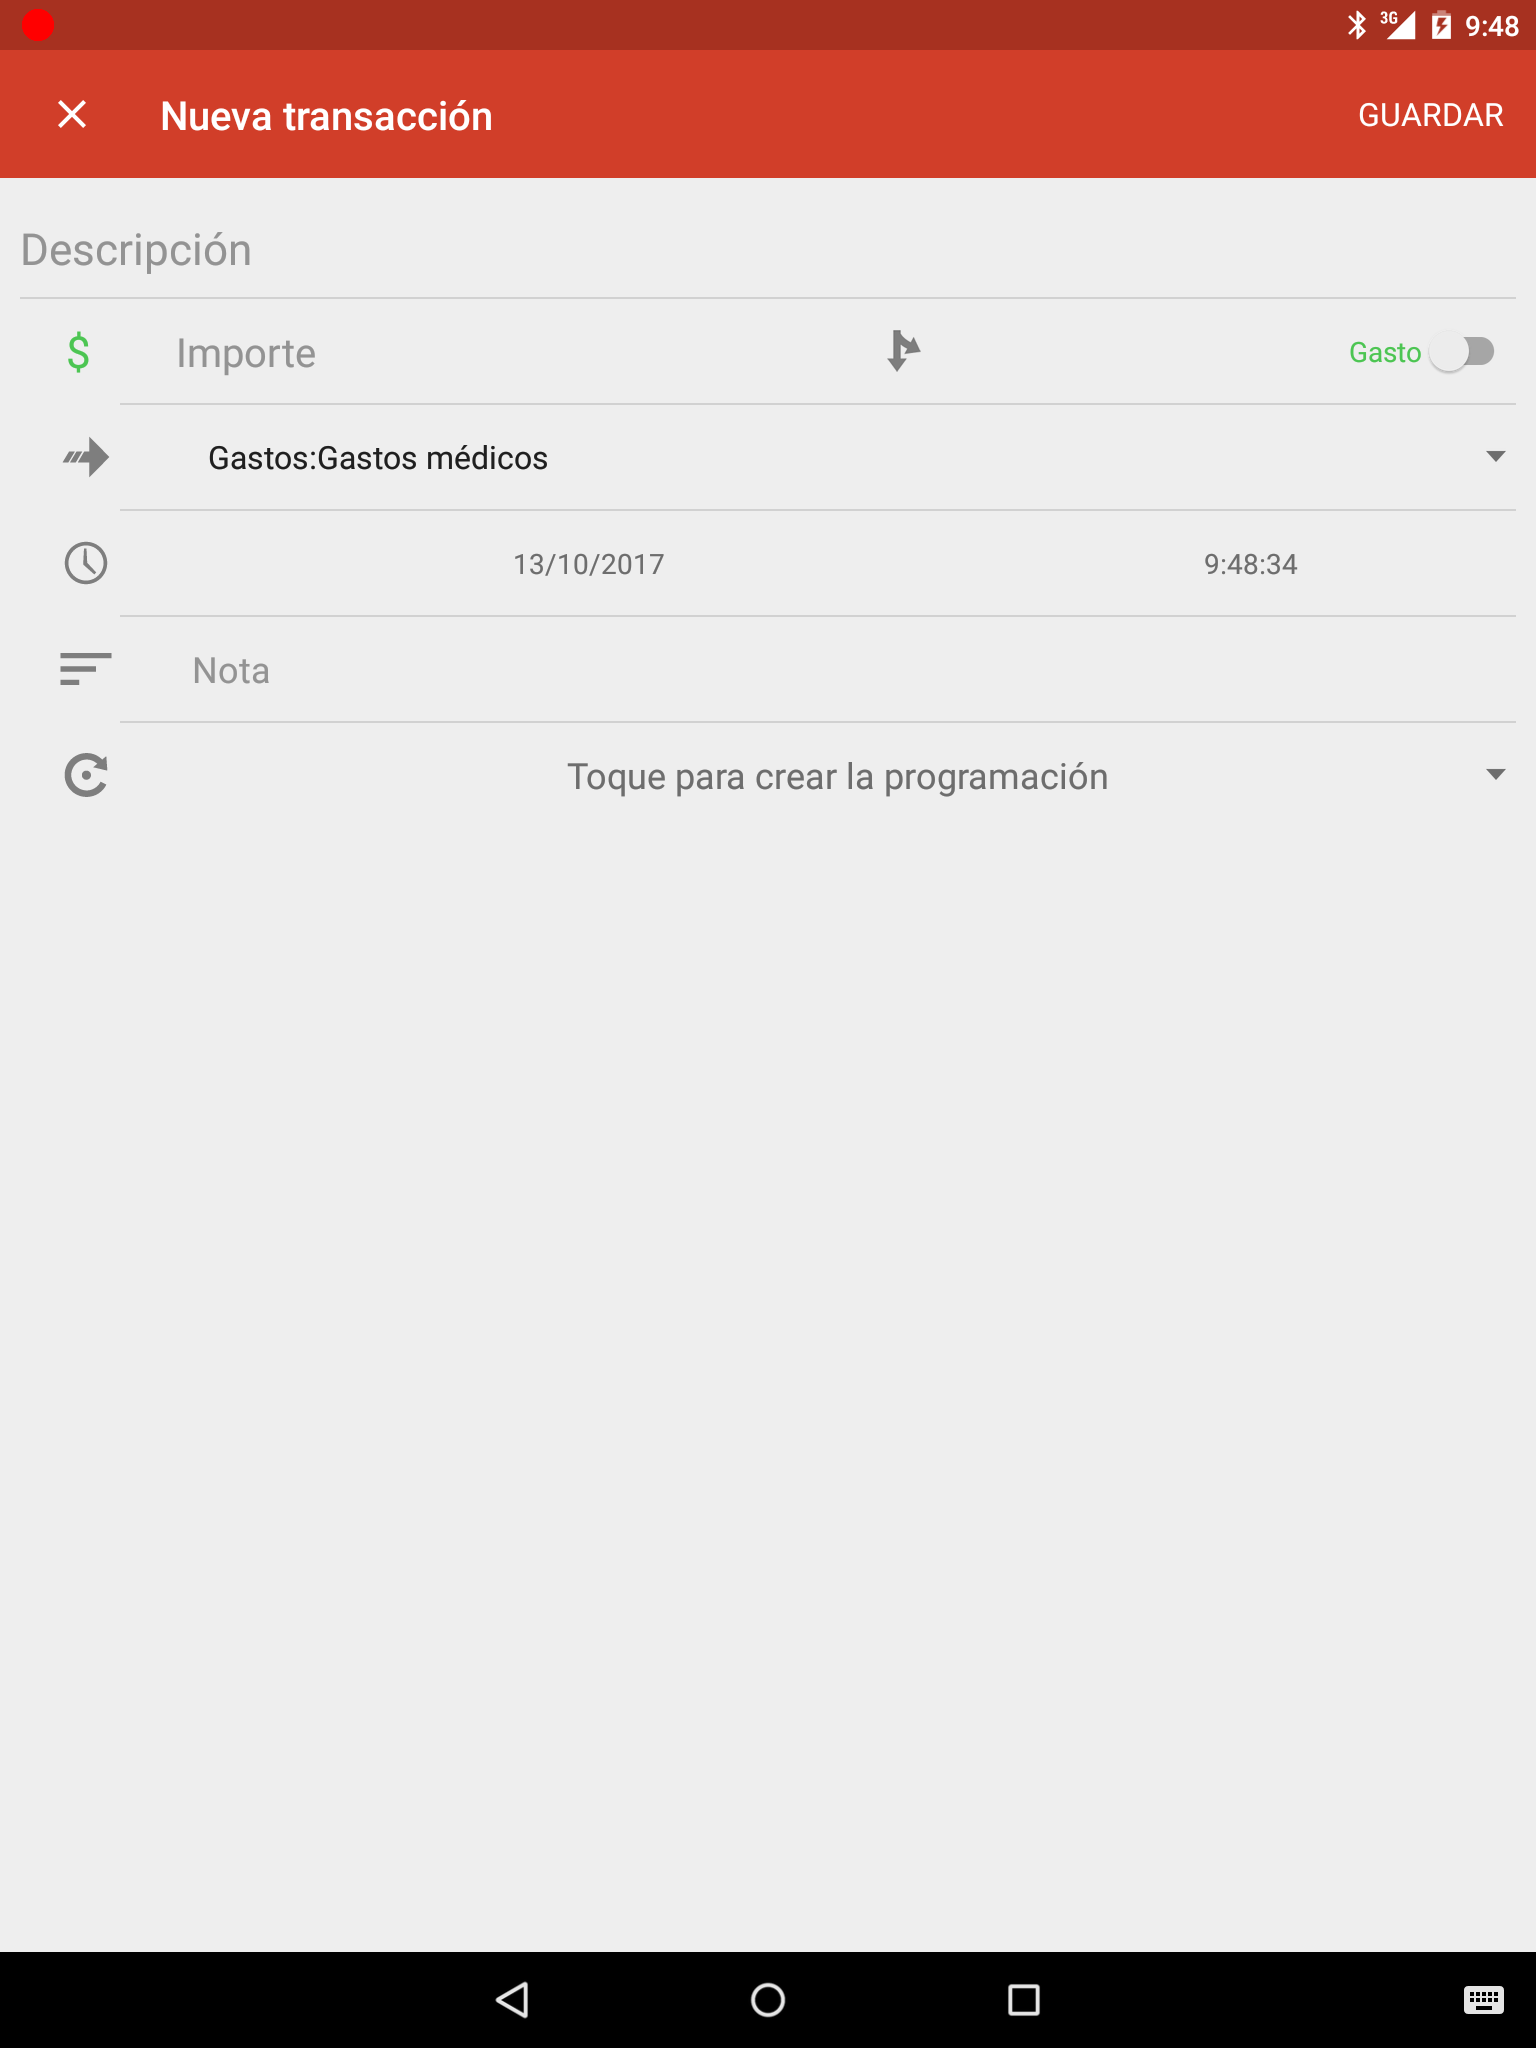 3G 9:48
Nueva transacción GUARDAR
Descripción
$ Importe Gasto
Gastos:Gastos médicos
13/10/2017 9:48:34
Nota
Toque para crear la programación